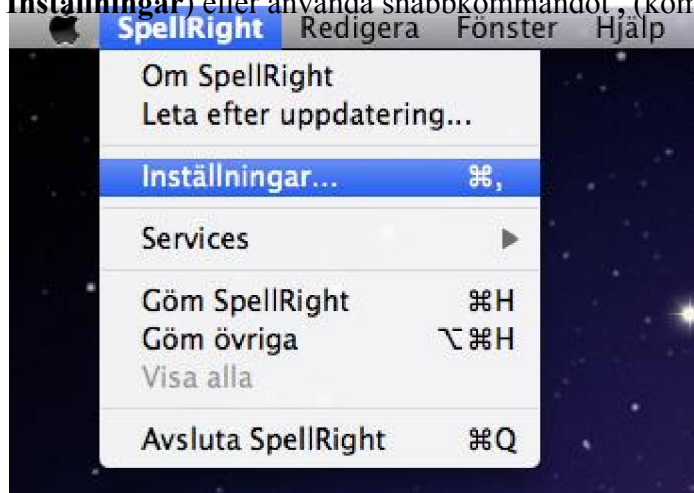 Inställningar) eller använda snabbkommandot , (kom
SpellRight Redigera Fönster Hjälp
Om SpellRight
Leta efter uppdatering...
Inställningar... ⌘,
Services ▶
Göm SpellRight ⌘H
Göm övriga ⌥⌘H
Visa alla
Avsluta SpellRight ⌘Q